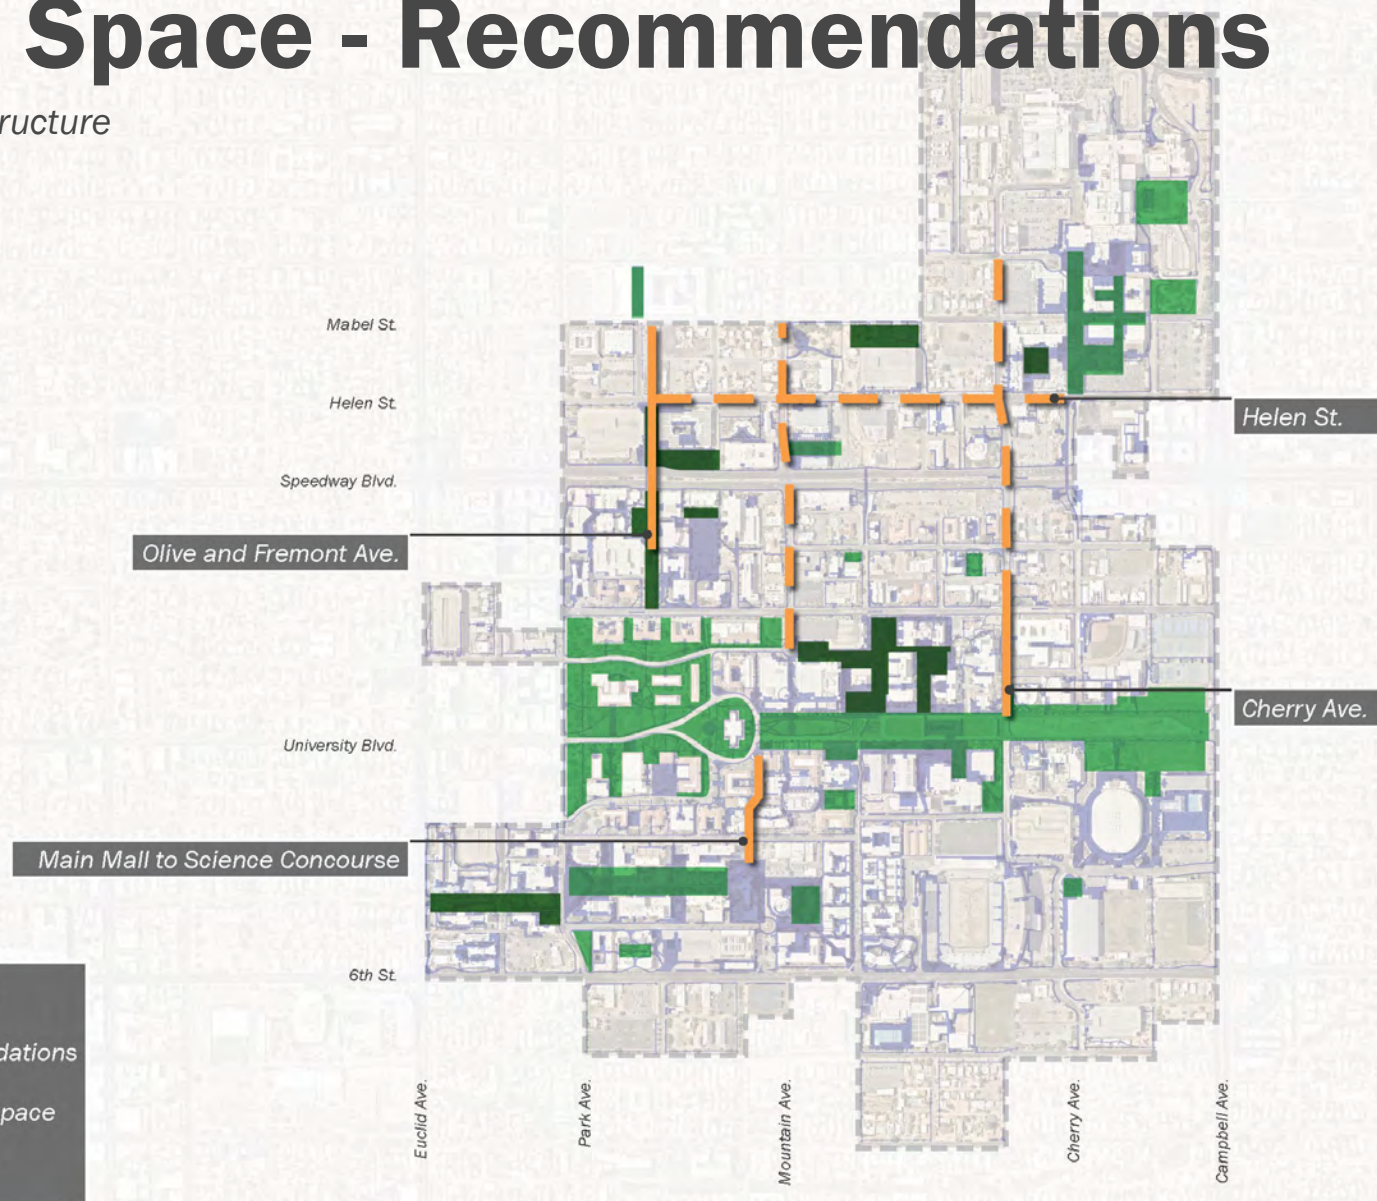 Space - Recommendations
ructure
Mabel St.
Helen St.
Helen St.
Speedway Blvd.
Olive and Fremont Ave.
Cherry Ave.
University Blvd.
Main Mall to Science Concourse
6th St.
dations
pace
Euclid Ave.
Park Ave.
Mountain Ave.
Cherry Ave.
Campbell Ave.